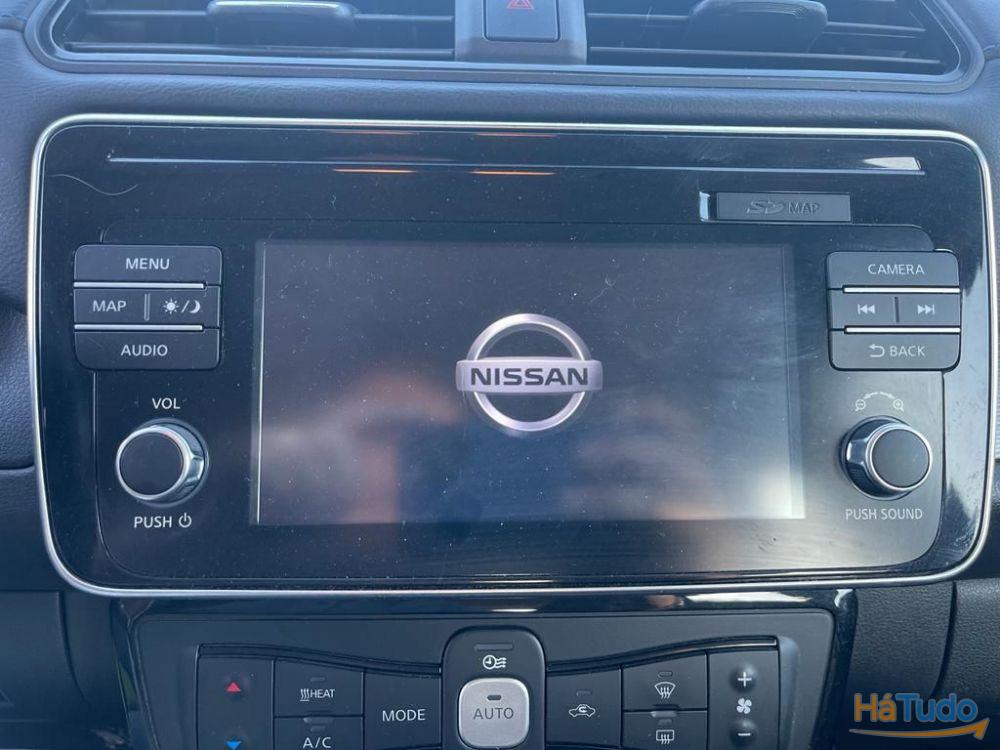 SD MAP
MENU
MAP
AUDIO
VOL
PUSH
CAMERA
BACK
PUSH SOUND
NISSAN
HEAT
A/C
MODE
AUTO
HáTudo